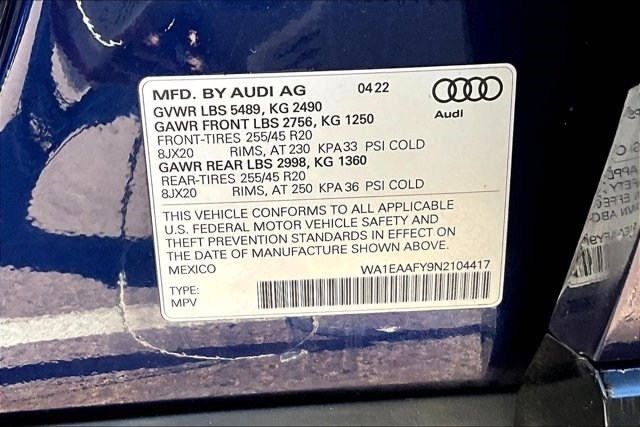 MFD. BY AUDI AG 04 22
GVWR LBS 5489, KG 2490
GAWR FRONT LBS 2756, KG 1250
Audi
FRONT-TIRES 255/45 R20
8JX20 RIMS, AT 230 KPA 33 PSI COLD
GAWR REAR LBS 2998, KG 1360
REAR-TIRES 255/45 R20
8JX20 RIMS, AT 250 KPA 36 PSI COLD
THIS VEHICLE CONFORMS TO ALL APPLICABLE
U.S. FEDERAL MOTOR VEHICLE SAFETY AND
THEFT PREVENTION STANDARDS IN EFFECT ON
THE DATE OF MANUFACTURE SHOWN ABOVE.
MEXICO WA1EAAFY9N2104417
TYPE:
MPV